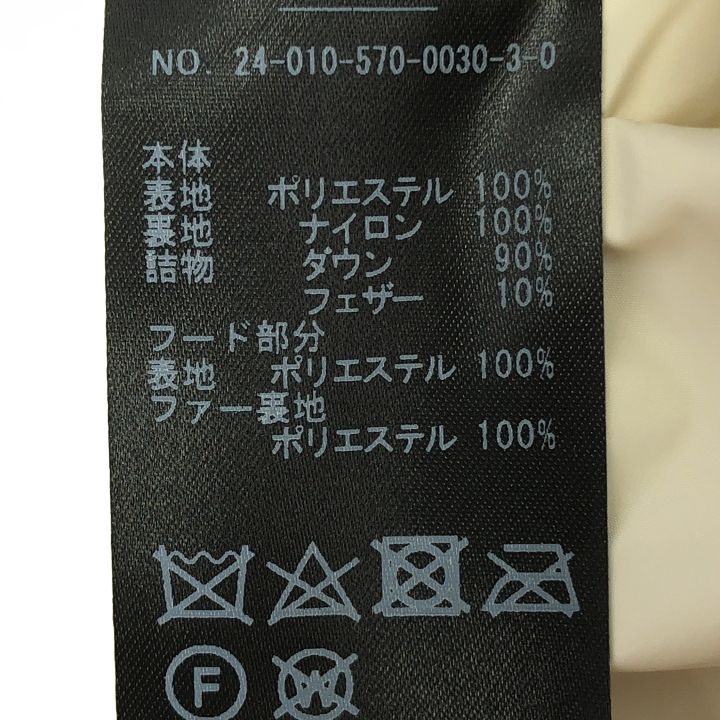 NO. 24-010-570-0030-3-0
本体
表地 ポリエステル 100%
裏地 ナイロン 100%
詰物 ダウン 90%
フェザー 10%
フード部分
表地 ポリエステル 100%
ファー裏地
ポリエステル 100%
F W